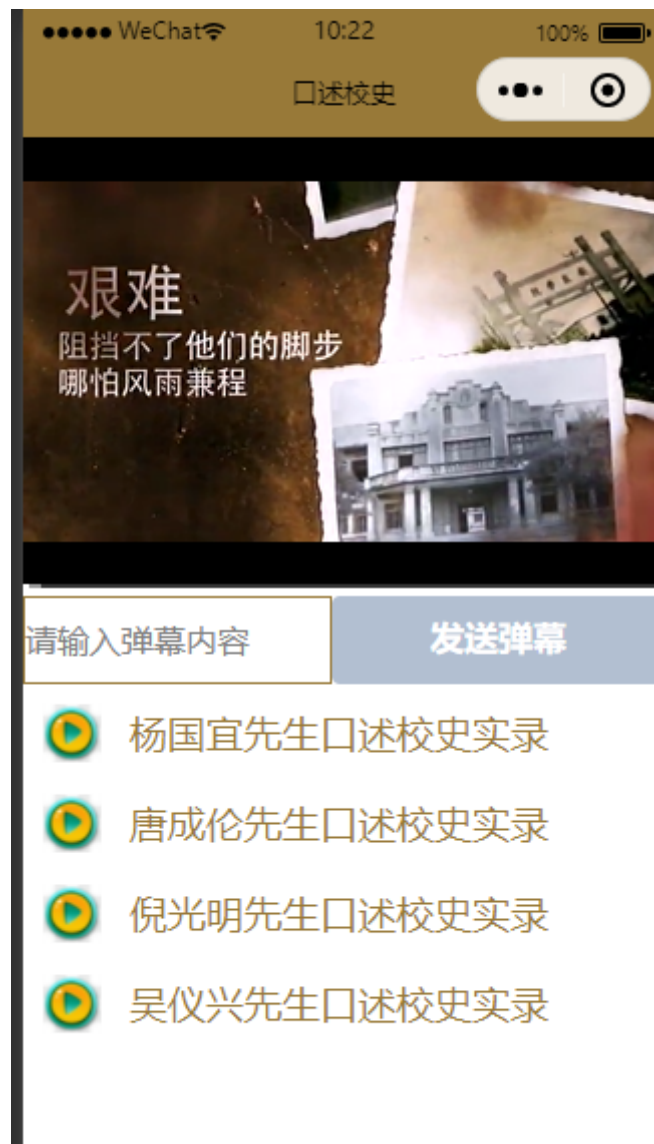 WeChat 10:22 100%
口述校史
艰难
阻挡不了他们的脚步
哪怕风雨兼程
请输入弹幕内容 发送弹幕
杨国宜先生口述校史实录
唐成伦先生口述校史实录
倪光明先生口述校史实录
吴仪兴先生口述校史实录